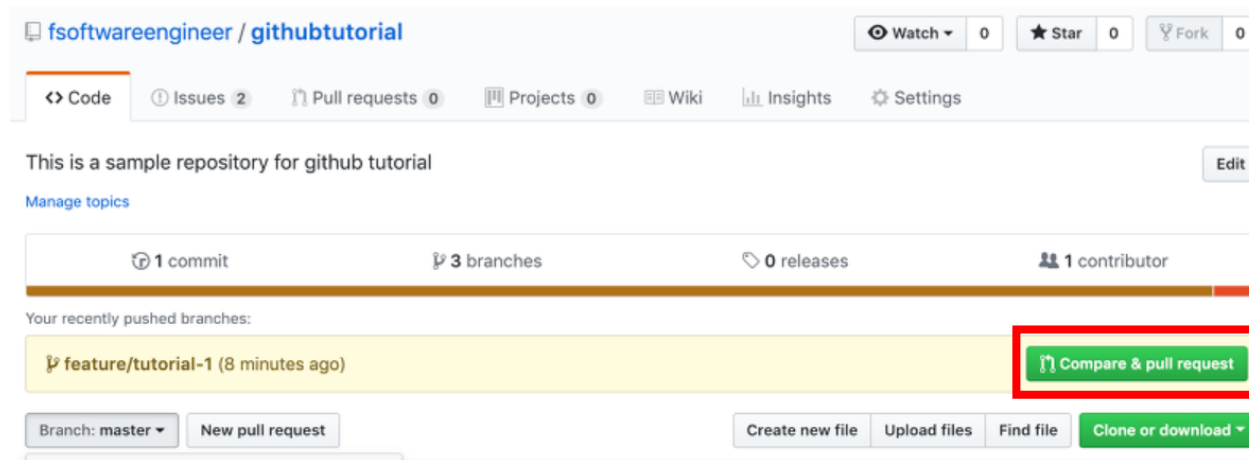 fsoftwareengineer / githubtutorial
Watch 0 Star 0 Fork 0
Code Issues 2 Pull requests 0 Projects 0 Wiki Insights Settings
This is a sample repository for github tutorial
Edit
Manage topics
1 commit 3 branches 0 releases 1 contributor
Your recently pushed branches:
feature/tutorial-1 (8 minutes ago)
Compare & pull request
Branch: master New pull request Create new file Upload files Find file Clone or download